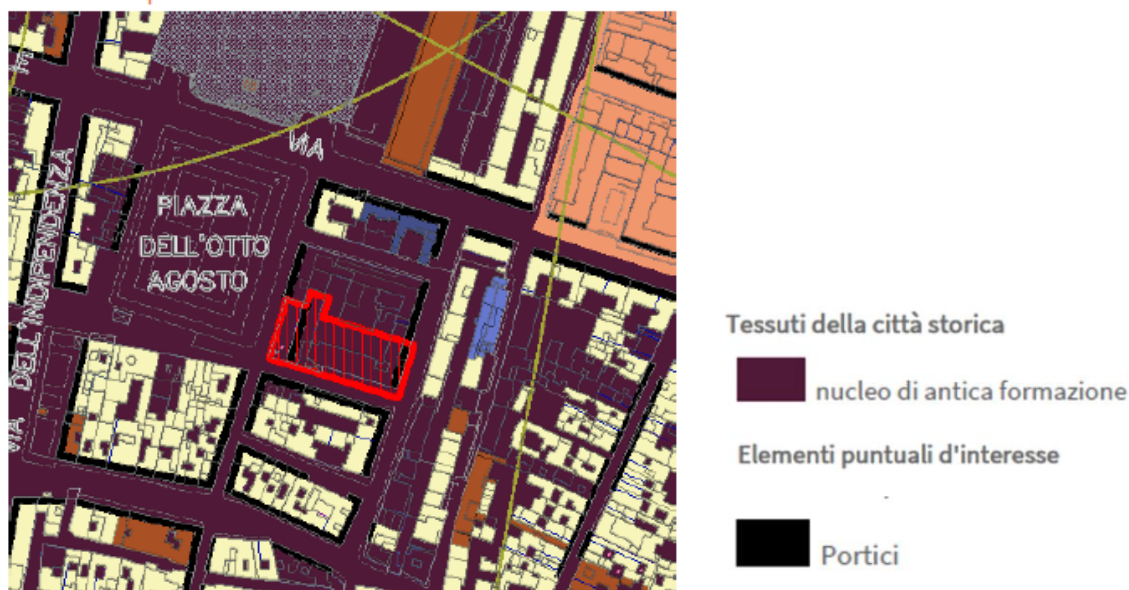 VIA
PIAZZA
DELL'OTTO
AGOSTO
VIA DELL'INDIPENDENZA
Tessuti della città storica
nucleo di antica formazione
Elementi puntuali d'interesse
Portici